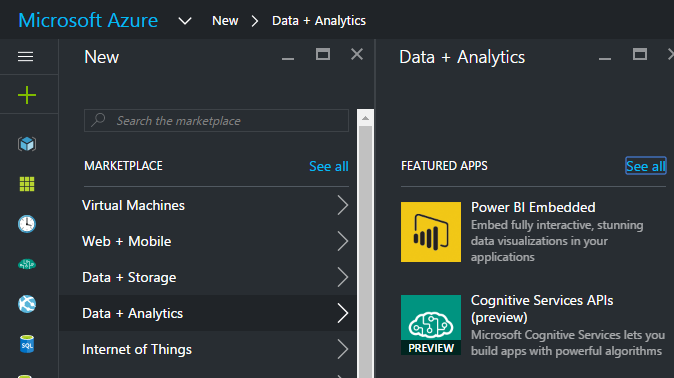 Microsoft Azure New Data + Analytics
New
Data + Analytics
Search the marketplace
MARKETPLACE See all
FEATURED APPS See all
Virtual Machines
Web + Mobile
Data + Storage
Data + Analytics
Internet of Things
Power BI Embedded
Embed fully interactive, stunning
data visualizations in your
applications
Cognitive Services APIs
(preview)
Microsoft Cognitive Services lets you
build apps with powerful algorithms
PREVIEW
SQL